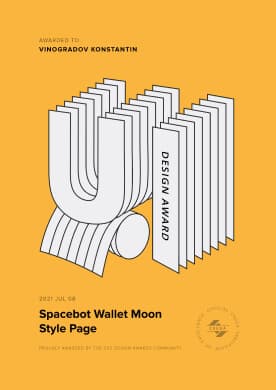 AWARDED TO
VINOGRADOV KONSTANTIN
UI
DESIGN AWARD
2021 JUL 08
Spacebot Wallet Moon
Style Page
PROUDLY AWARDED BY THE CSS DESIGN AWARDS COMMUNITY